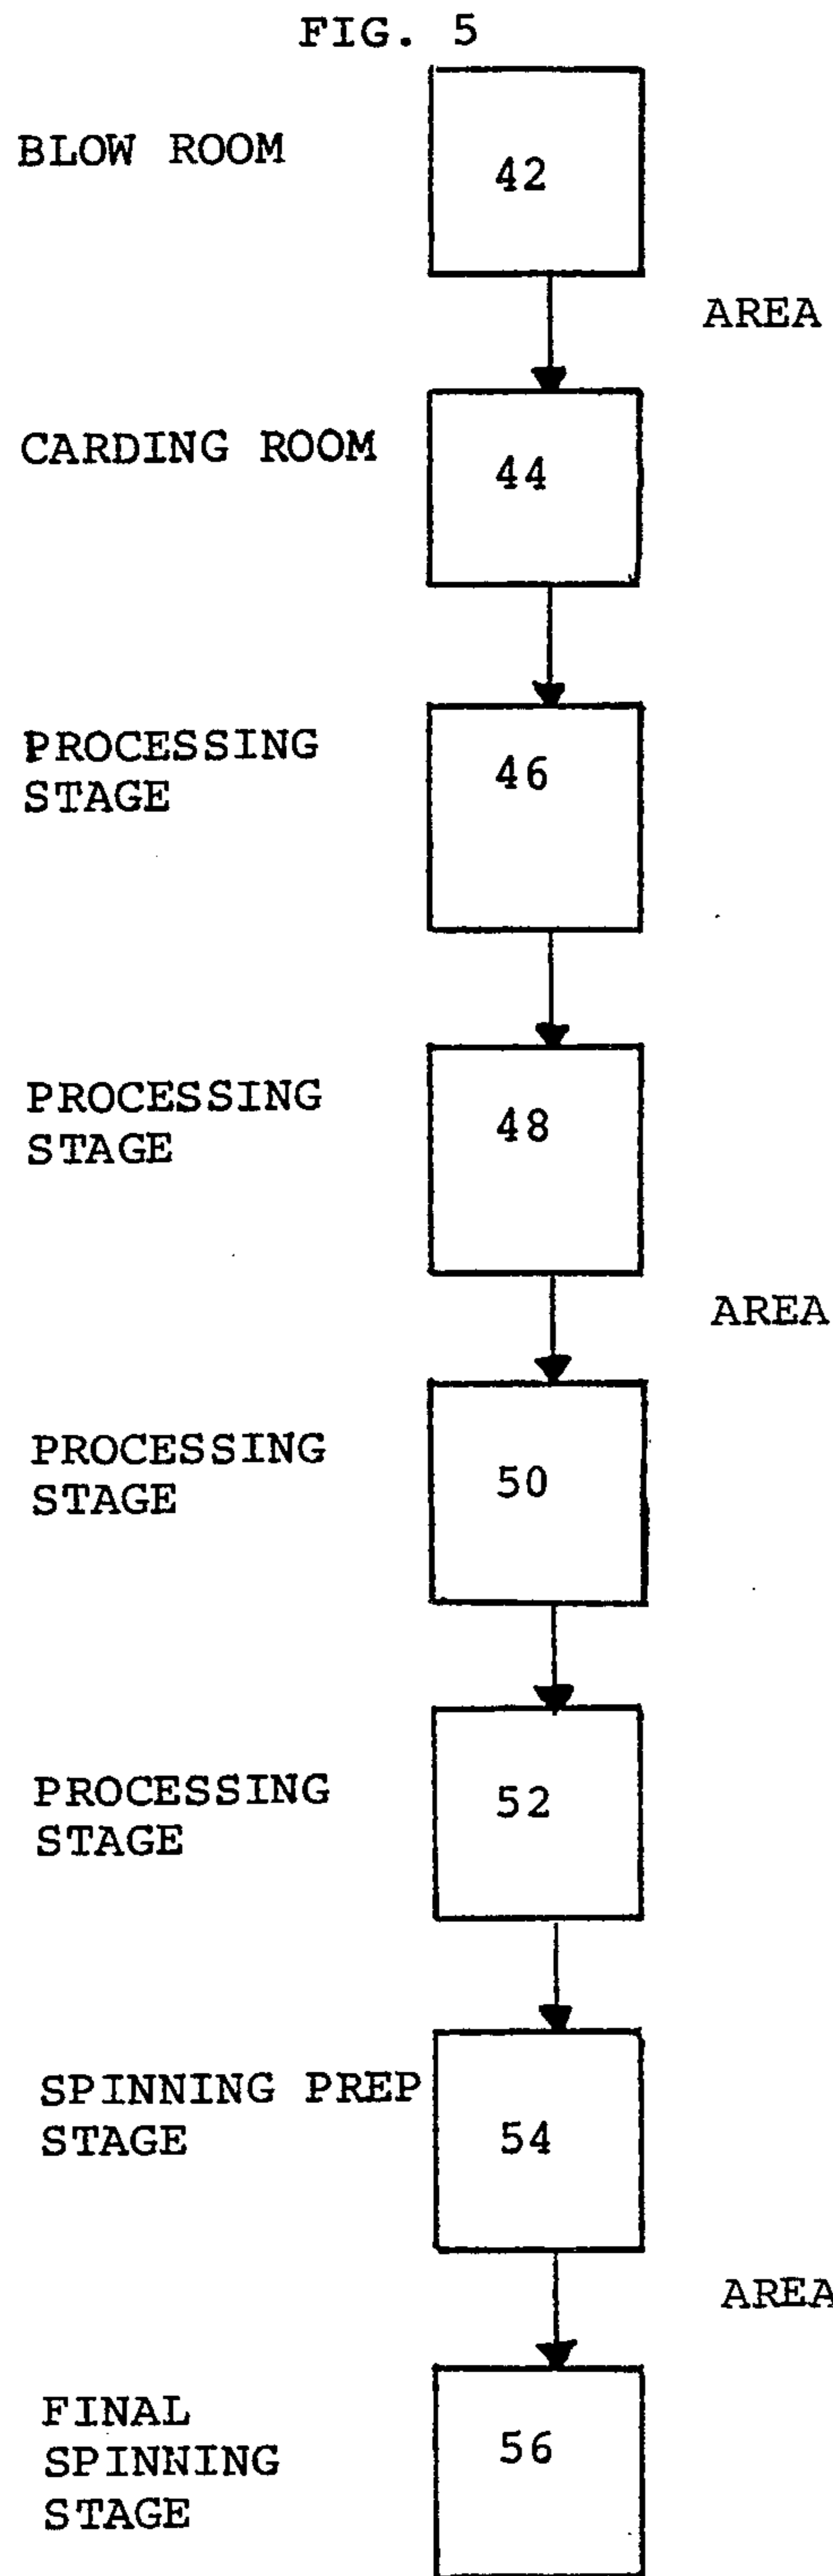 FIG. 5
BLOW ROOM
42
AREA
CARDING ROOM
44
PROCESSING
STAGE
46
PROCESSING
STAGE
48
AREA
PROCESSING
STAGE
50
PROCESSING
STAGE
52
SPINNING PREP
STAGE
54
AREA
FINAL
SPINNING
STAGE
56